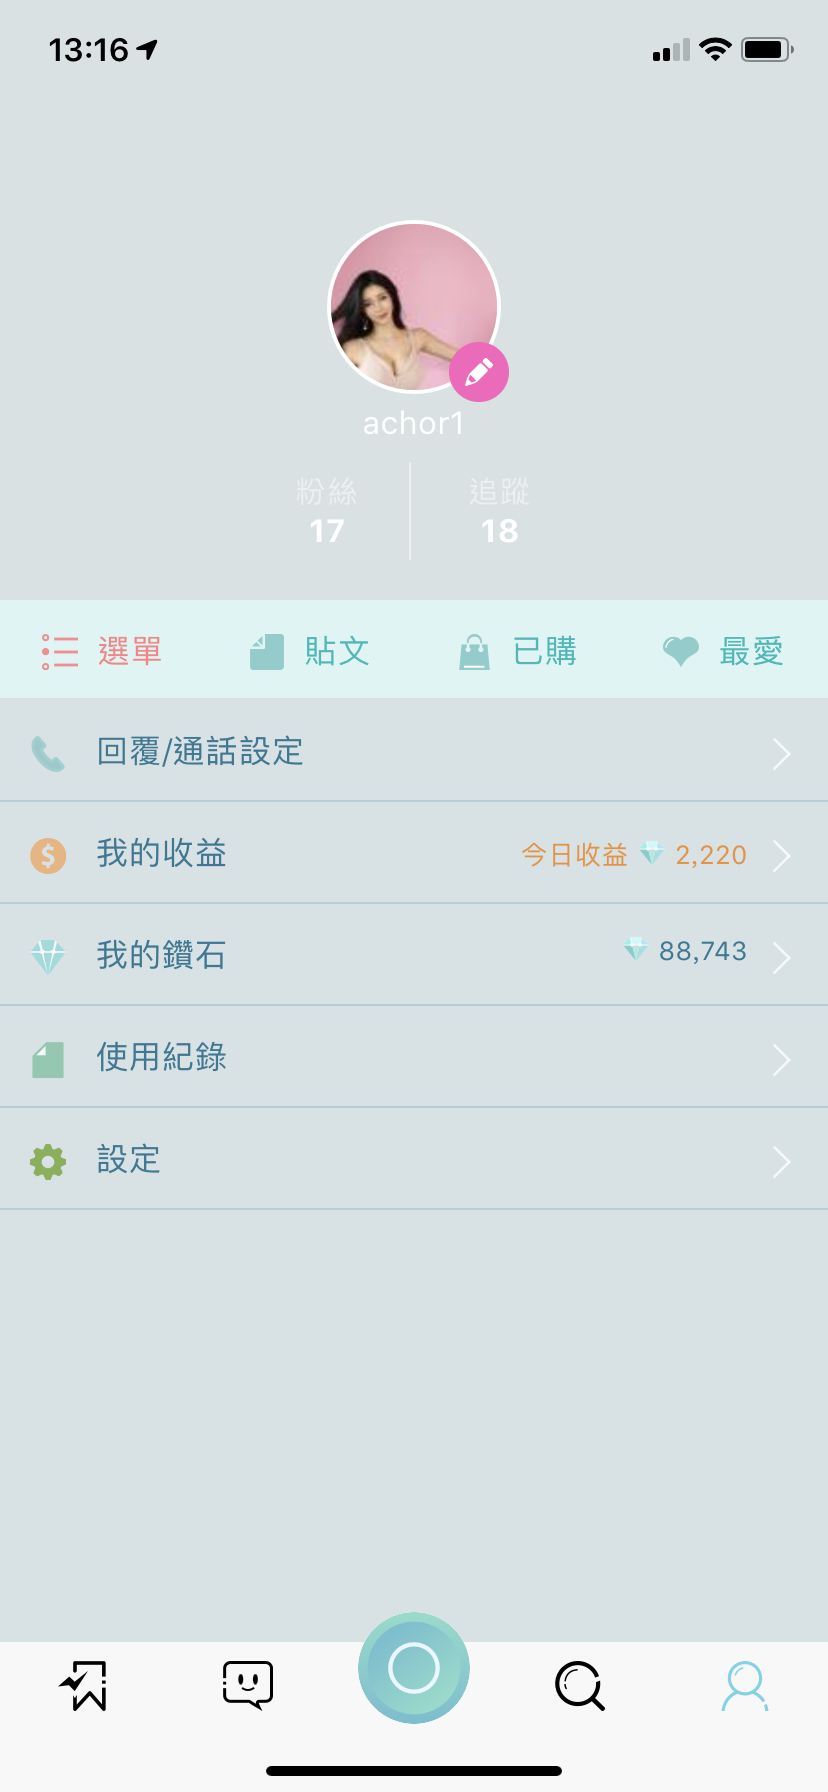 13:16
achor1
粉絲 追蹤
17 18
選單 貼文 已購 最愛
回覆/通話設定
我的收益 今日收益 2,220
我的鑽石 88,743
使用紀錄
設定